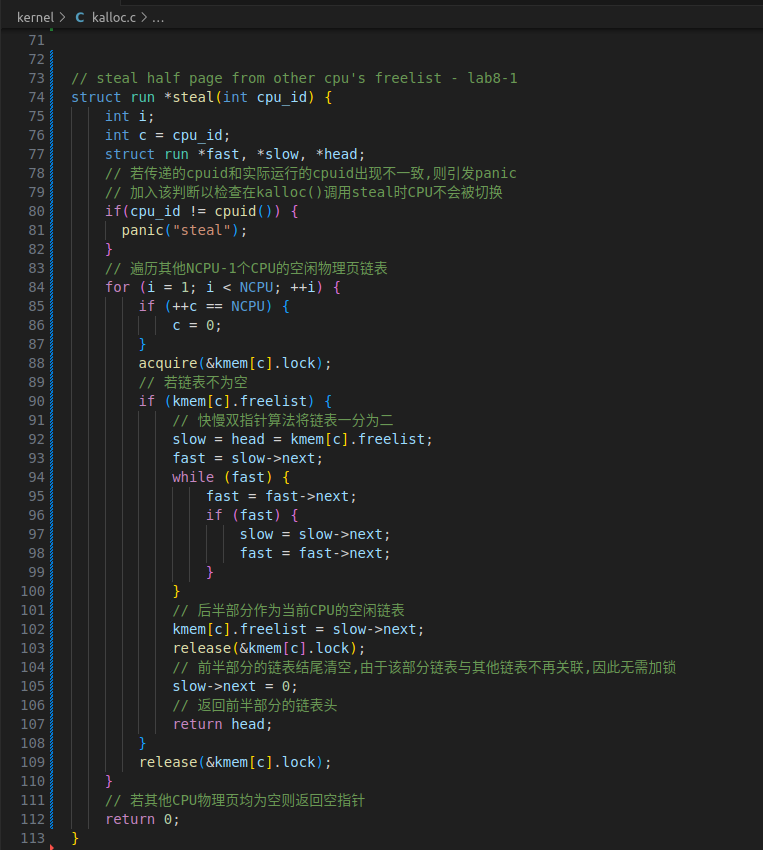 kernel > C kalloc.c > ...
71
72
73 // steal half page from other cpu's freelist - lab8-1
74 struct run *steal(int cpu_id) {
75     int i;
76     int c = cpu_id;
77     struct run *fast, *slow, *head;
78     // 若传递的cpuid和实际运行的cpuid出现不一致,则引发panic
79     // 加入该判断以检查在kalloc()调用steal时CPU不会被切换
80     if(cpu_id != cpuid()) {
81       panic("steal");
82     }
83     // 遍历其他NCPU-1个CPU的空闲物理页链表
84     for (i = 1; i < NCPU; ++i) {
85         if (++c == NCPU) {
86             c = 0;
87         }
88         acquire(&kmem[c].lock);
89         // 若链表不为空
90         if (kmem[c].freelist) {
91             // 快慢双指针算法将链表一分为二
92             slow = head = kmem[c].freelist;
93             fast = slow->next;
94             while (fast) {
95                 fast = fast->next;
96                 if (fast) {
97                     slow = slow->next;
98                     fast = fast->next;
99                 }
100             }
101             // 后半部分作为当前CPU的空闲链表
102             kmem[c].freelist = slow->next;
103             release(&kmem[c].lock);
104             // 前半部分的链表结尾清空,由于该部分链表与其他链表不再关联,因此无需加锁
105             slow->next = 0;
106             // 返回前半部分的链表头
107             return head;
108         }
109         release(&kmem[c].lock);
110     }
111     // 若其他CPU物理页均为空则返回空指针
112     return 0;
113 }